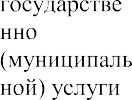 государстве
нно
(муниципаль
ной) услуги